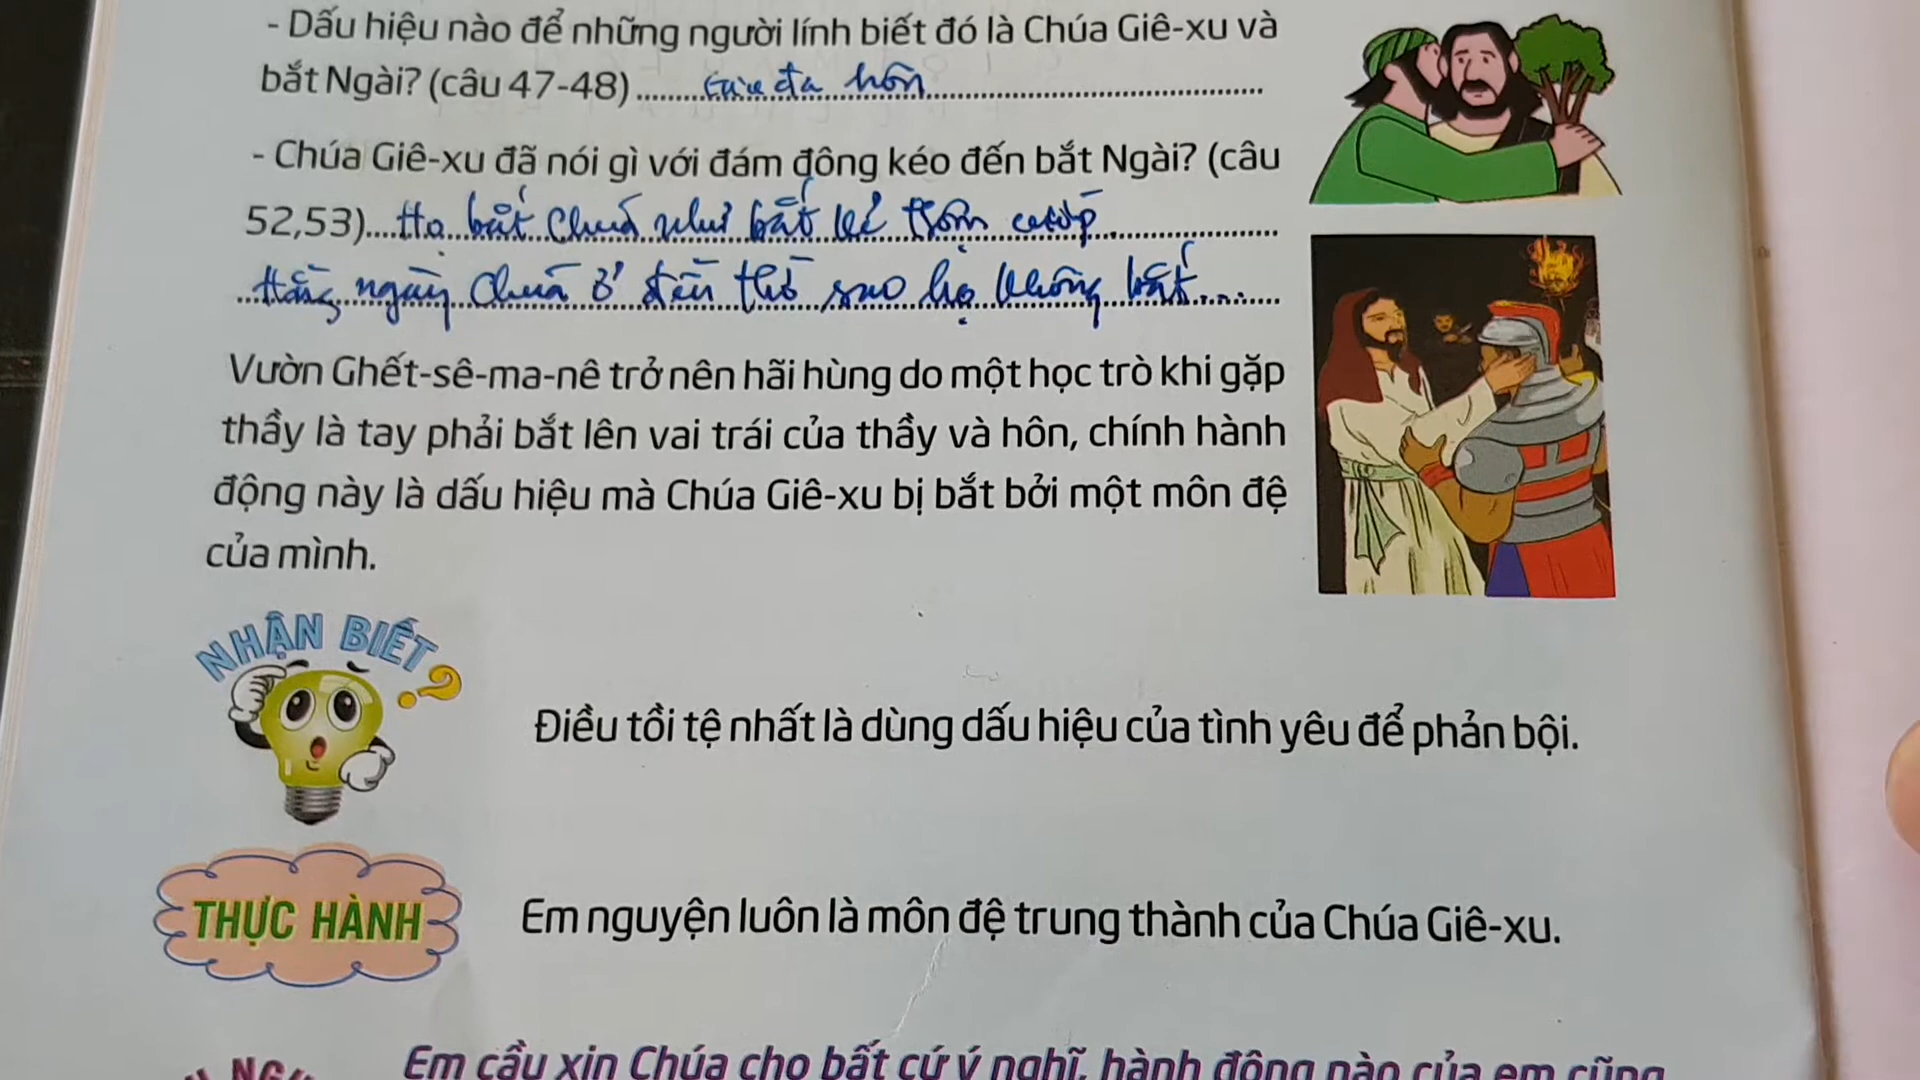 - Dấu hiệu nào để những người lính biết đó là Chúa Giê-xu và
bắt Ngài? (câu 47-48) ......... Giu đa hôn ..........
- Chúa Giê-xu đã nói gì với đám đông kéo đến bắt Ngài? (câu
52,53).... Họ bắt Chúa như bắt kẻ trộm cướp ..........
... Hằng ngày Chúa ở đền thờ sao họ không bắt ........
Vườn Ghết-sê-ma-nê trở nên hãi hùng do một học trò khi gặp
thầy là tay phải bắt lên vai trái của thầy và hôn, chính hành
động này là dấu hiệu mà Chúa Giê-xu bị bắt bởi một môn đệ
của mình.
NHẬN BIẾT?
Điều tồi tệ nhất là dùng dấu hiệu của tình yêu để phản bội.
THỰC HÀNH
Em nguyện luôn là môn đệ trung thành của Chúa Giê-xu.
Em cầu xin Chúa cho bất cứ ý nghĩ, hành động nào của em cũng